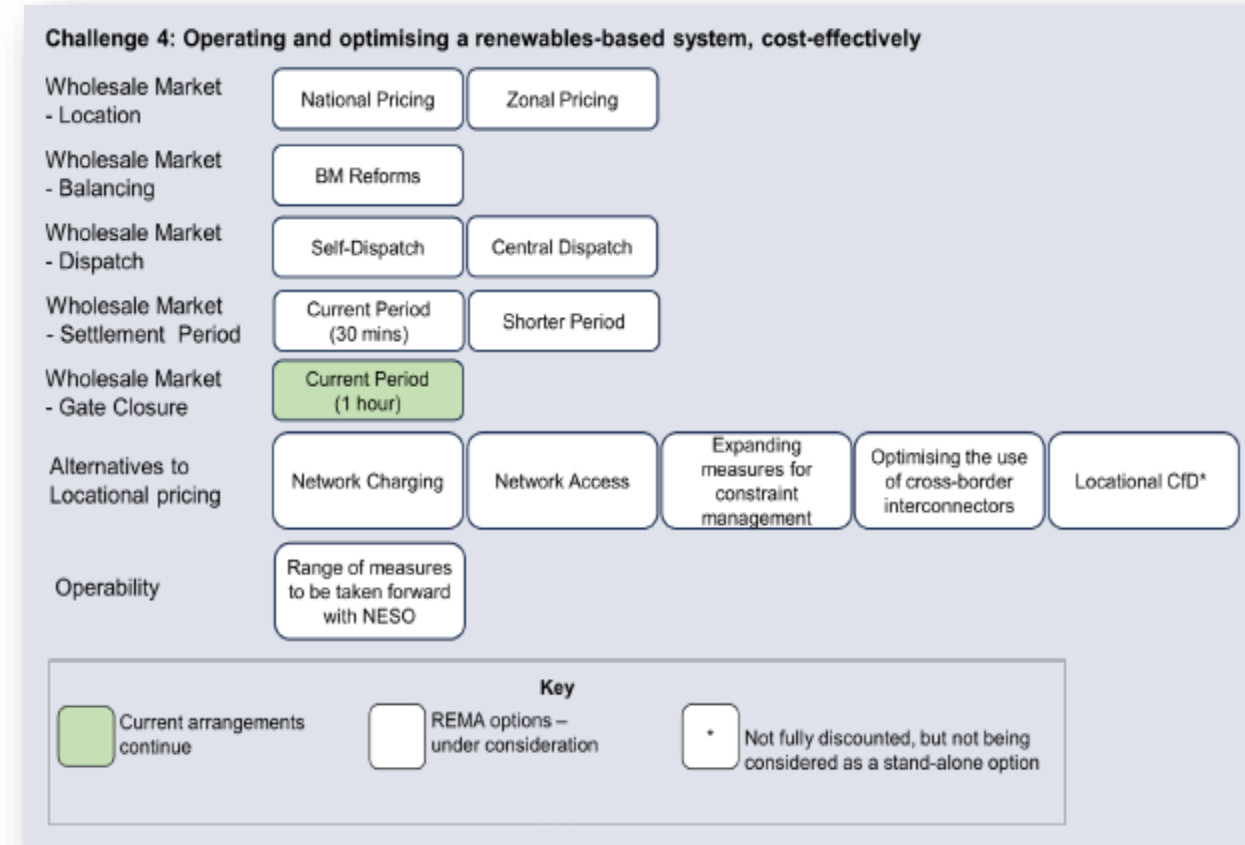 Challenge 4: Operating and optimising a renewables-based system, cost-effectively
Wholesale Market
- Location
National Pricing
Zonal Pricing
Wholesale Market
- Balancing
BM Reforms
Wholesale Market
- Dispatch
Self-Dispatch
Central Dispatch
Wholesale Market
- Settlement Period
Current Period
(30 mins)
Shorter Period
Wholesale Market
- Gate Closure
Current Period
(1 hour)
Alternatives to
Locational pricing
Network Charging
Network Access
Expanding
measures for
constraint
management
Optimising the use
of cross-border
interconnectors
Locational CfD*
Operability
Range of measures
to be taken forward
with NESO
Key
Current arrangements
continue
REMA options –
under consideration
*
Not fully discounted, but not being
considered as a stand-alone option